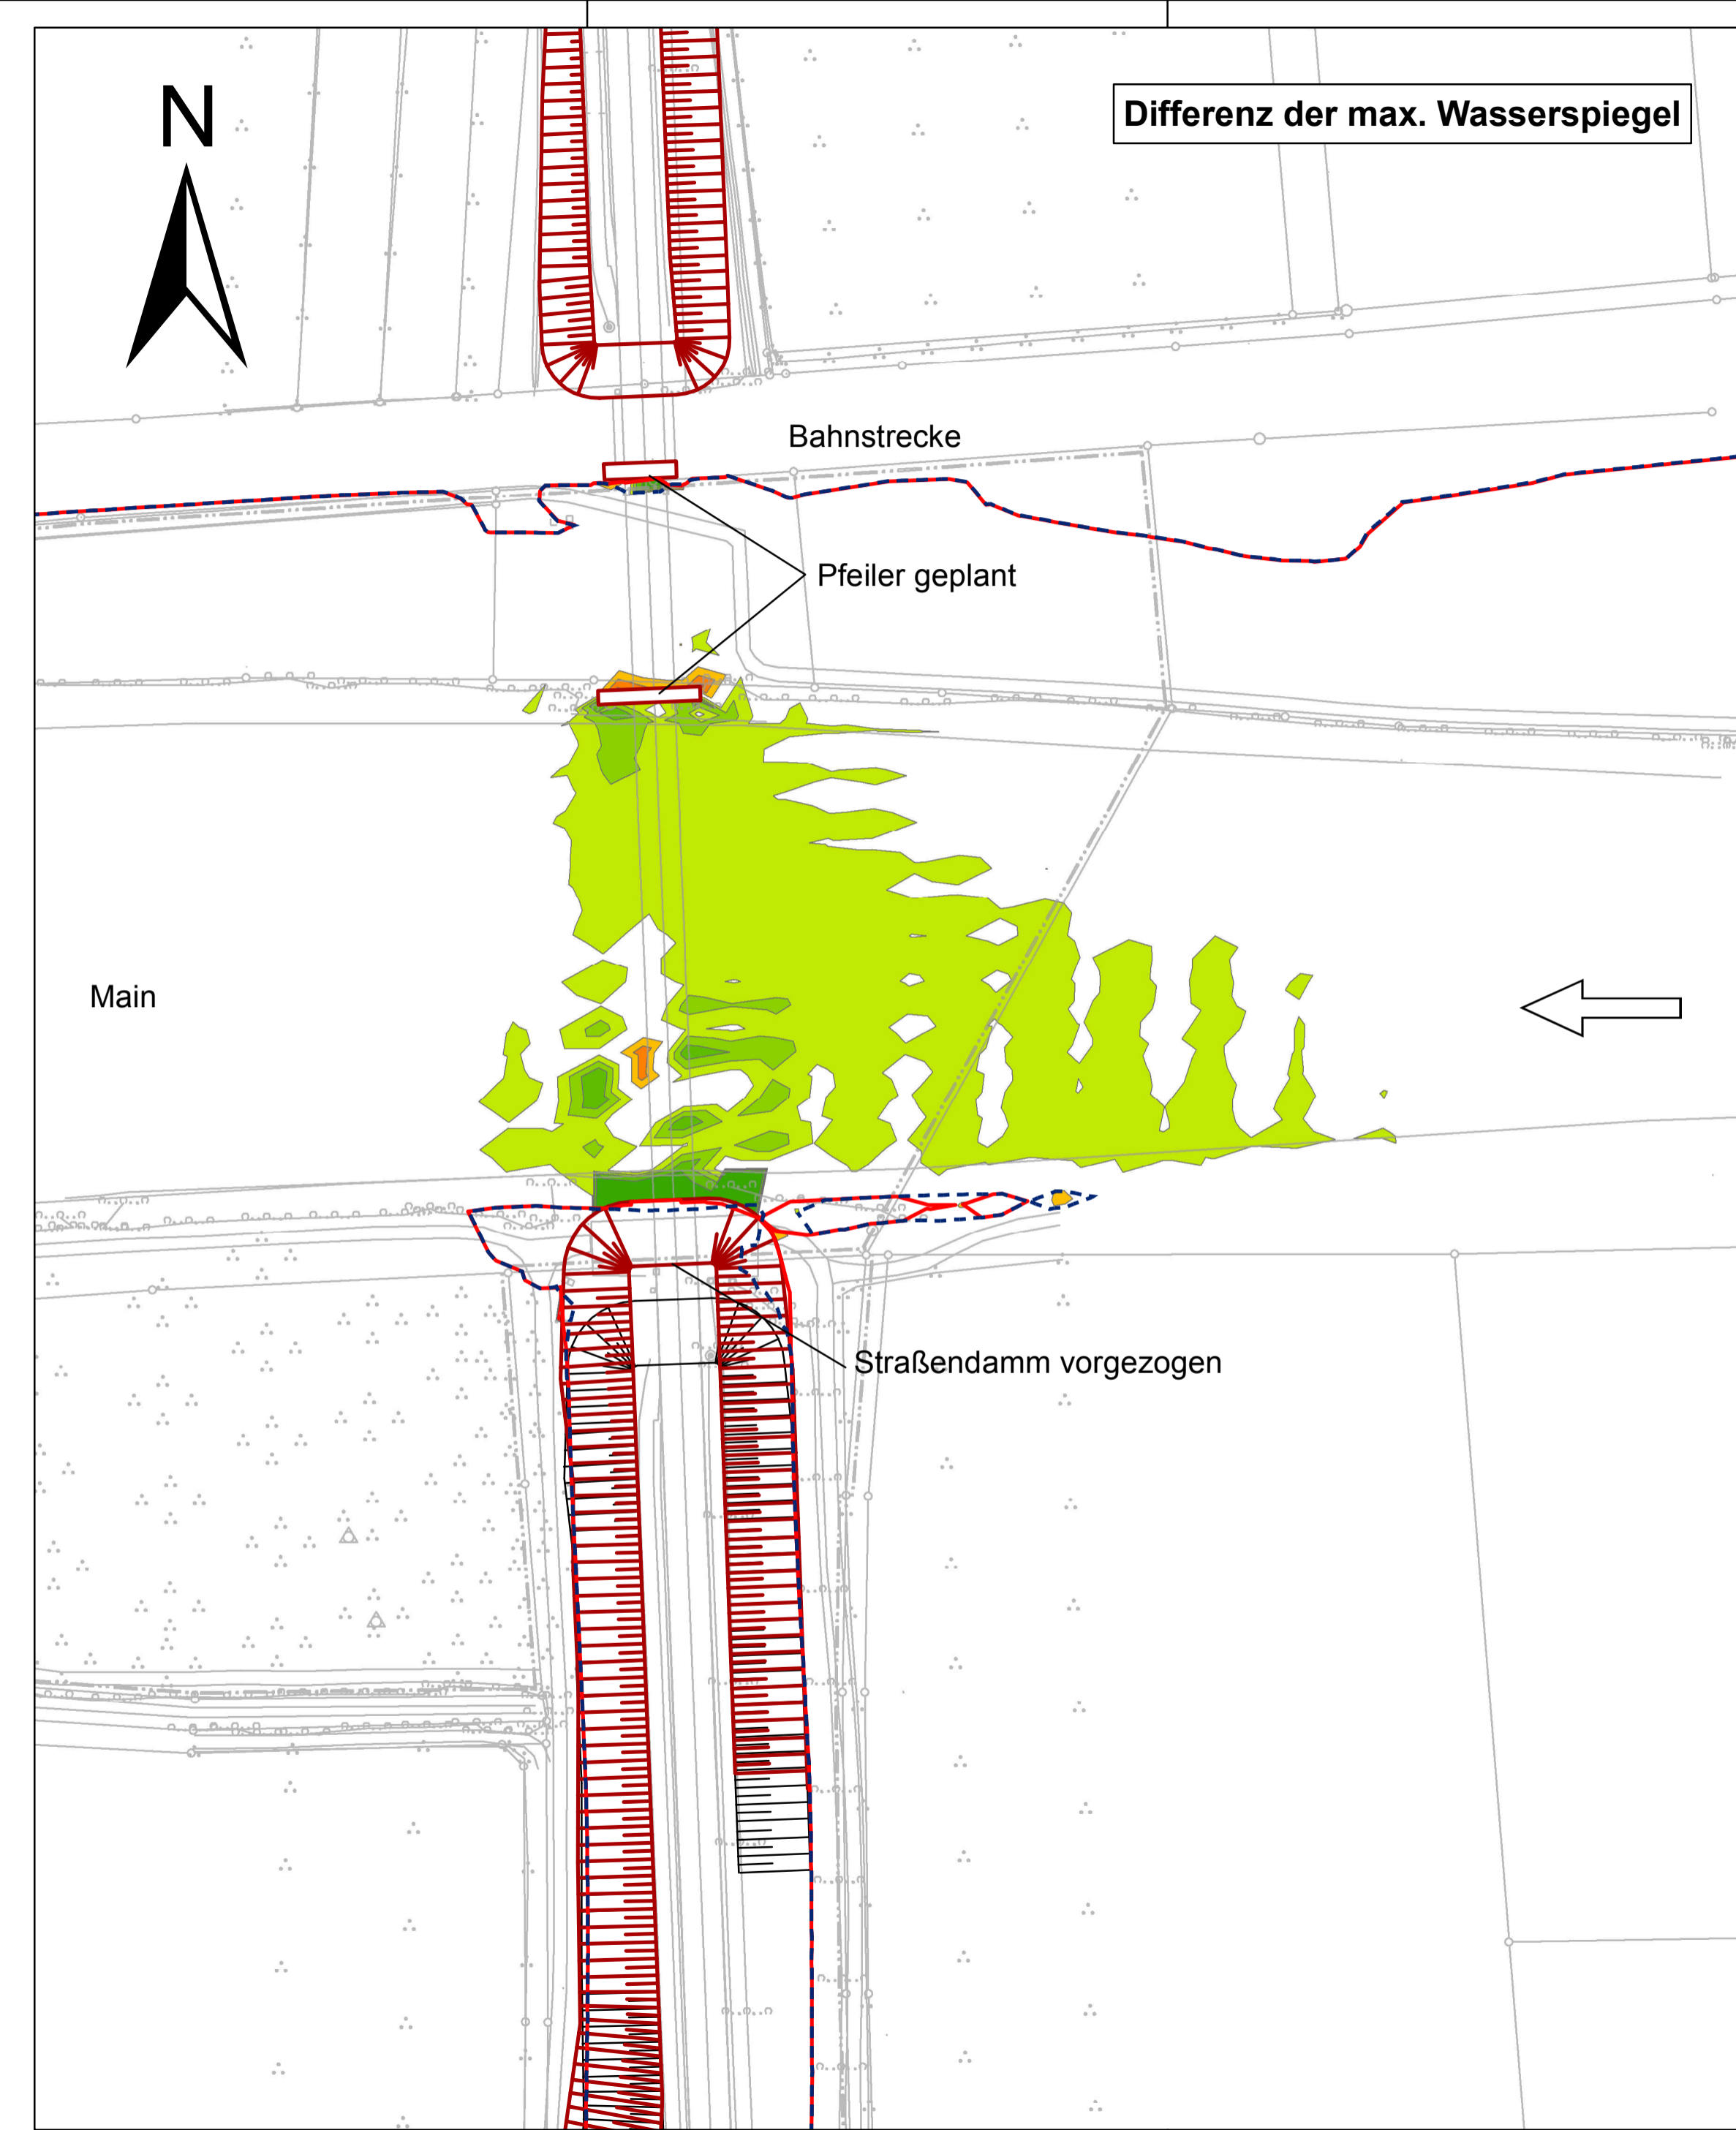 N
Differenz der max. Wasserspiegel
Bahnstrecke
Pfeiler geplant
Main
Straßendamm vorgezogen